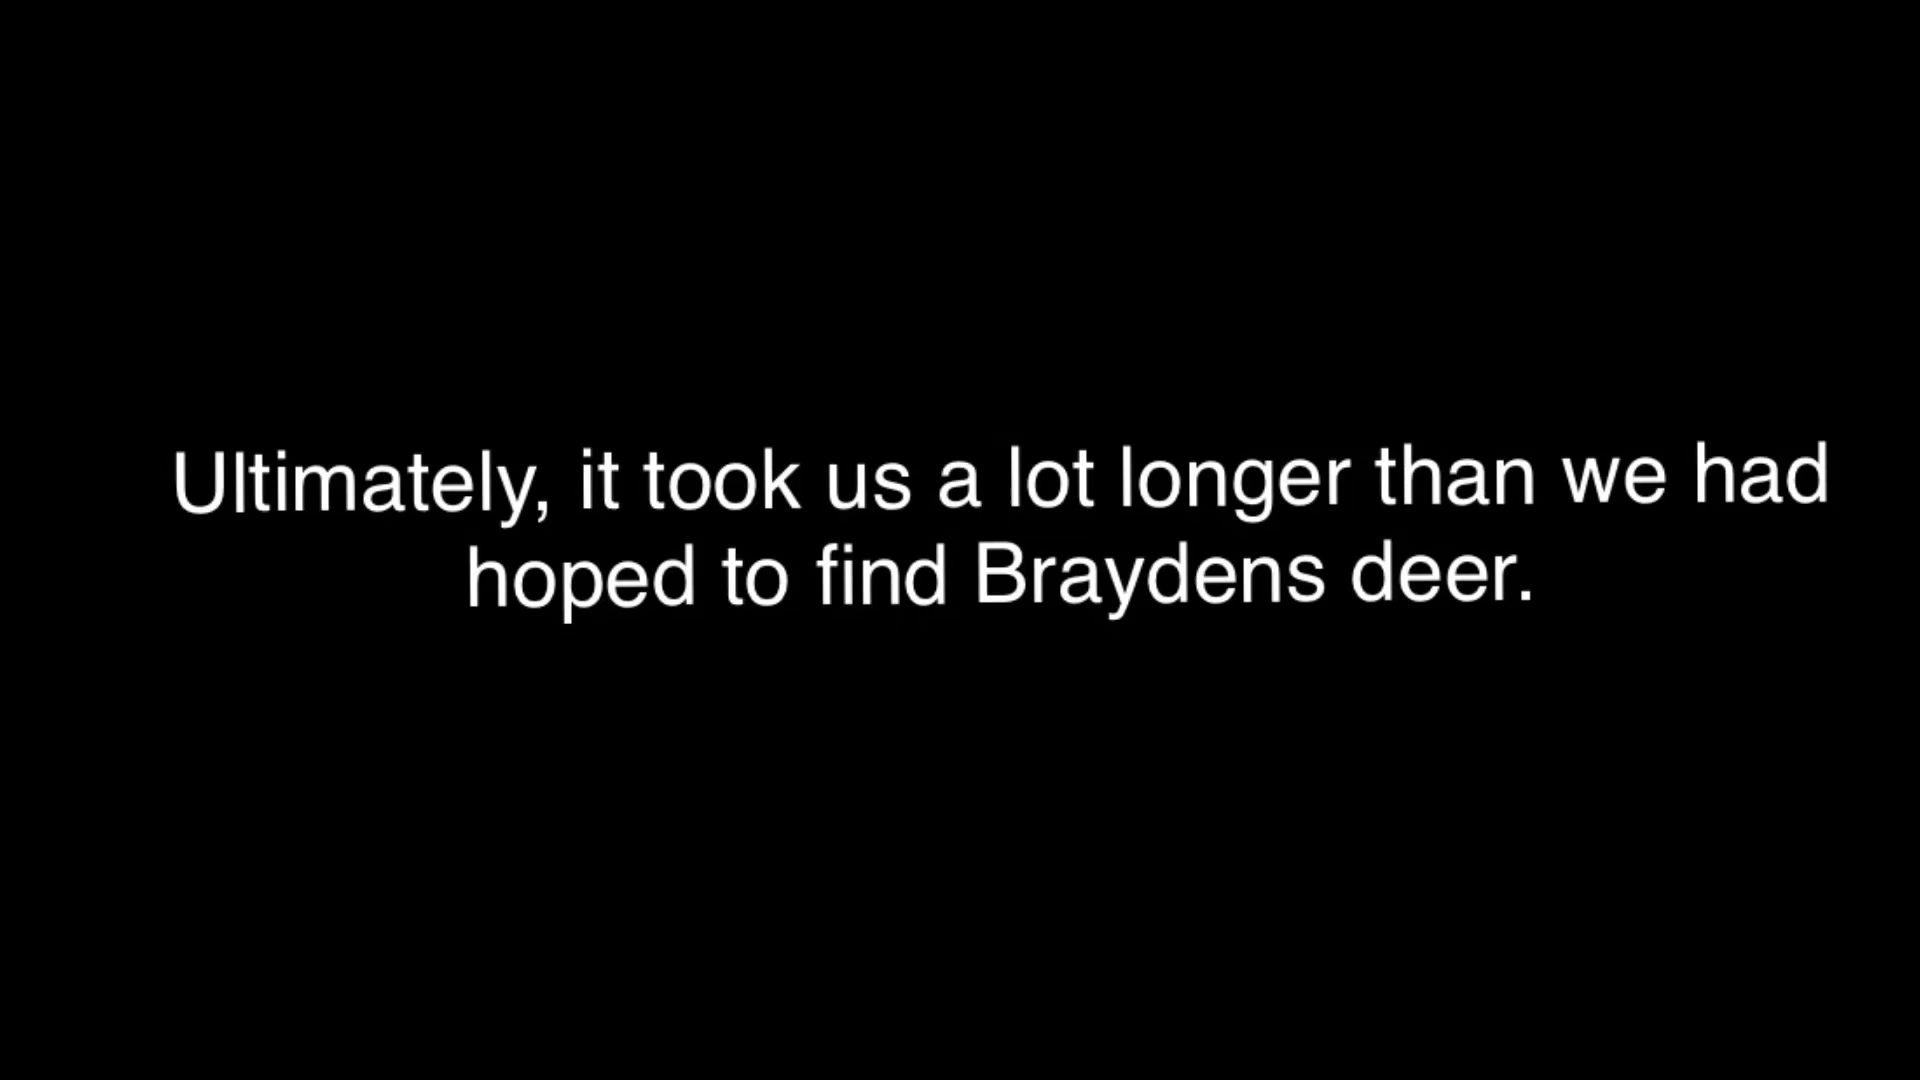 Ultimately, it took us a lot longer than we had
hoped to find Braydens deer.